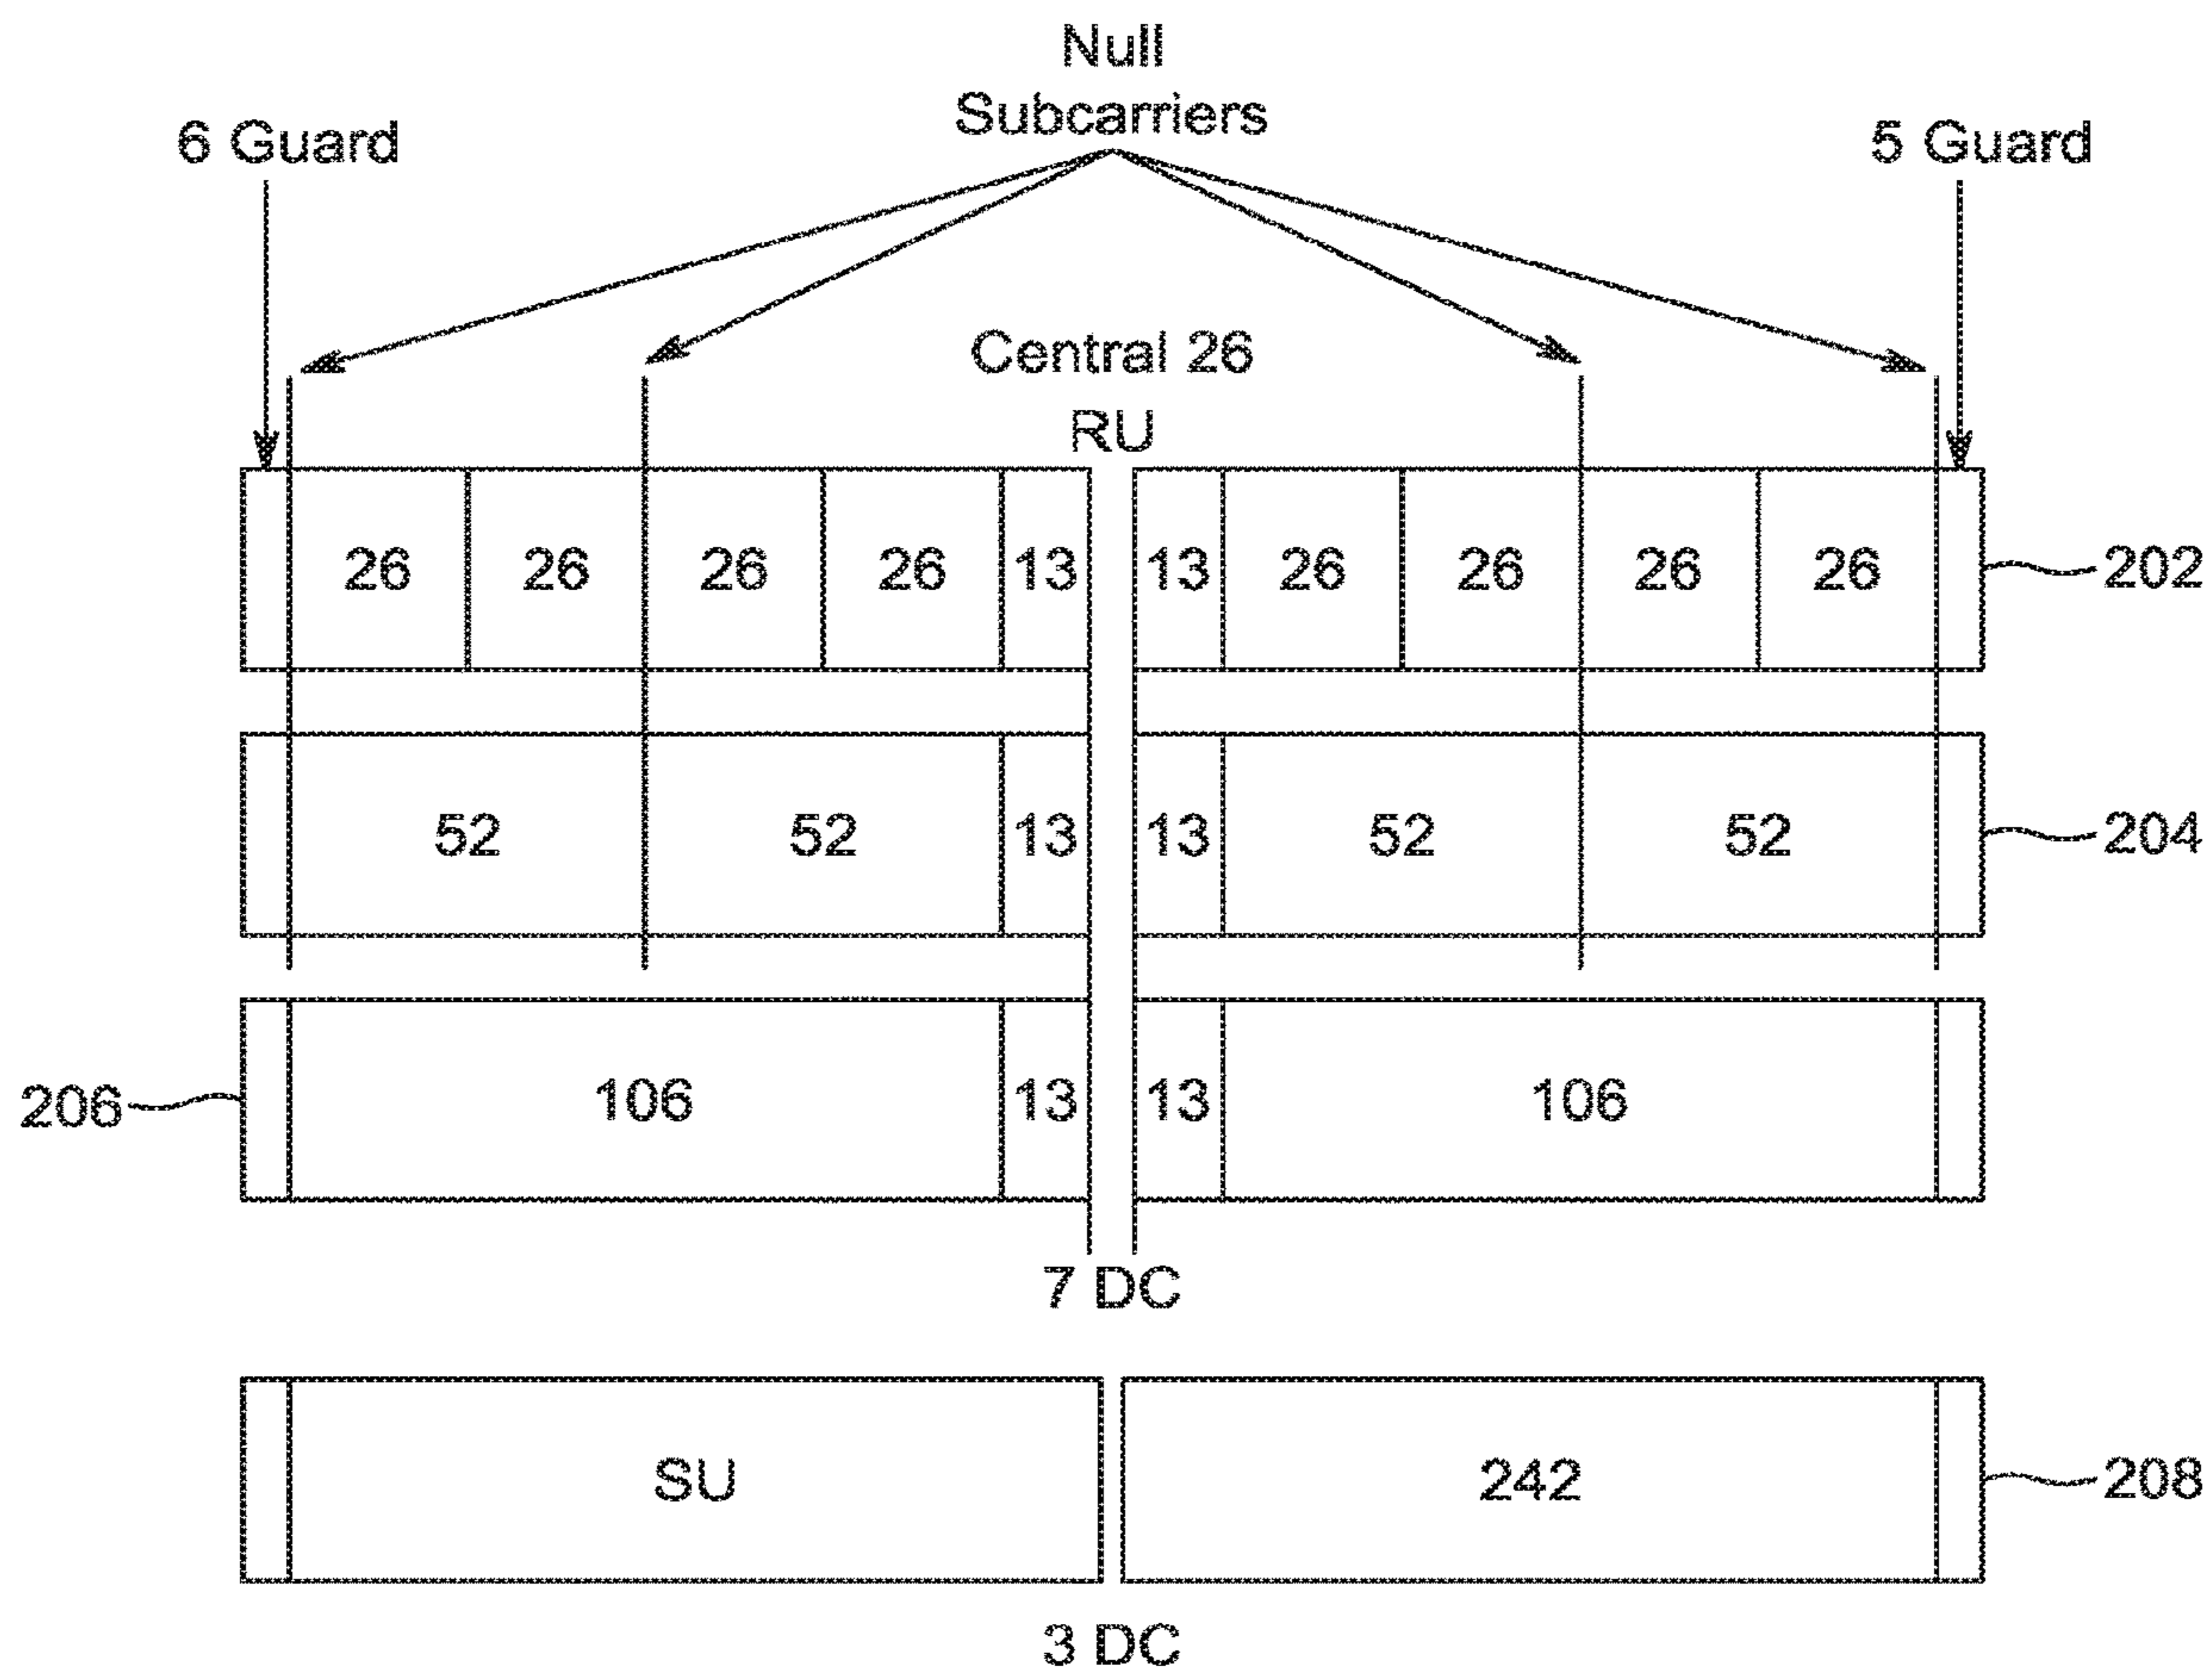 Null
Subcarriers
6 Guard
5 Guard
Central 26
RU
26 26 26 26 13 13 26 26 26 26 202
52 52 13 13 52 52 204
206 106 13 13 106
7 DC
SU 242 208
3 DC